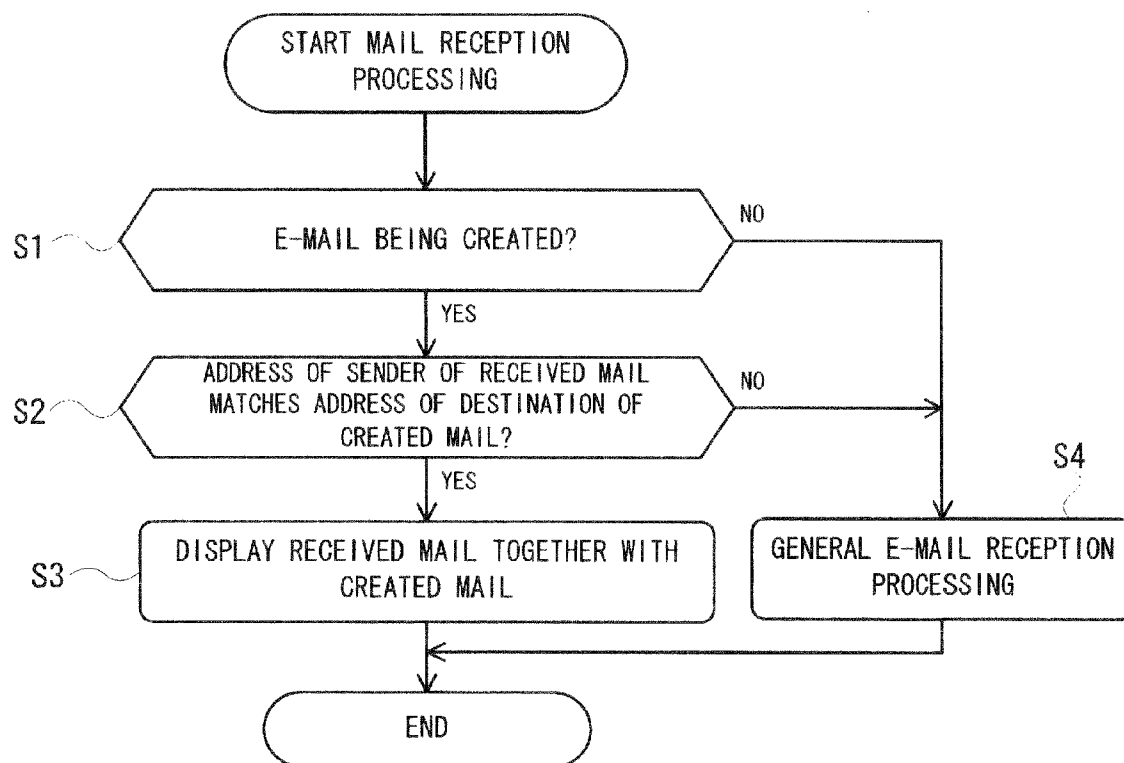 START MAIL RECEPTION
PROCESSING
S1
E-MAIL BEING CREATED?
NO
YES
S2
ADDRESS OF SENDER OF RECEIVED MAIL
MATCHES ADDRESS OF DESTINATION OF
CREATED MAIL?
NO
YES
S3
DISPLAY RECEIVED MAIL TOGETHER WITH
CREATED MAIL
S4
GENERAL E-MAIL RECEPTION
PROCESSING
END